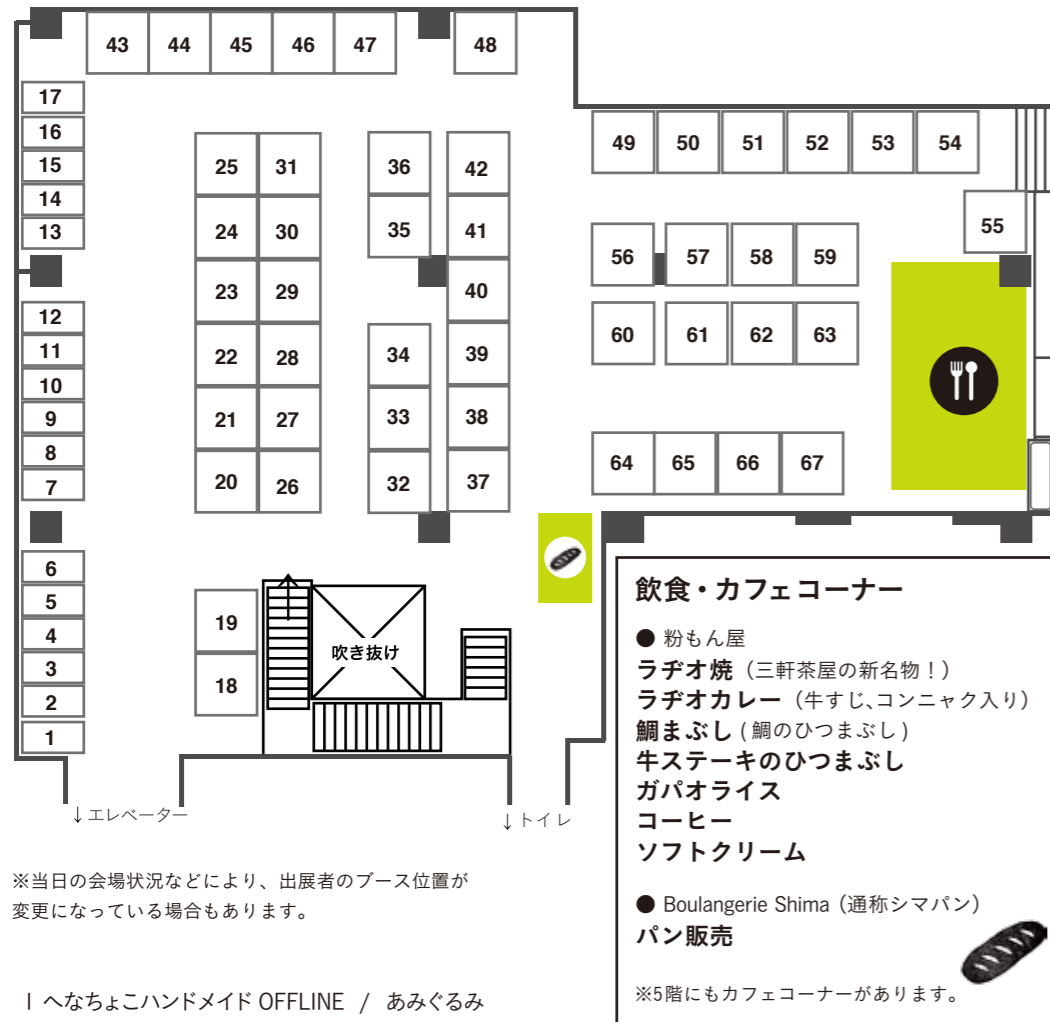 43 44 45 46 47 48
17
16
15
14
13
12
11
10
9
8
7
6
5
4
3
2
1
25 31
24 30
23 29
22 28
21 27
20 26
19
18
36 42
35 41
40
34 39
33 38
32 37
49 50 51 52 53 54
55
56 57 58 59
60 61 62 63
64 65 66 67
吹き抜け
↓エレベーター
↓トイレ
※当日の会場状況などにより、出展者のブース位置が
変更になっている場合もあります。
1 へなちょこハンドメイド OFFLINE / あみぐるみ
飲食・カフェコーナー
● 粉もん屋
ラヂオ焼(三軒茶屋の新名物!)
ラヂオカレー(牛すじ、コンニャク入り)
鯛まぶし(鯛のひつまぶし)
牛ステーキのひつまぶし
ガパオライス
コーヒー
ソフトクリーム
● Boulangerie Shima(通称シマパン)
パン販売
※5階にもカフェコーナーがあります。